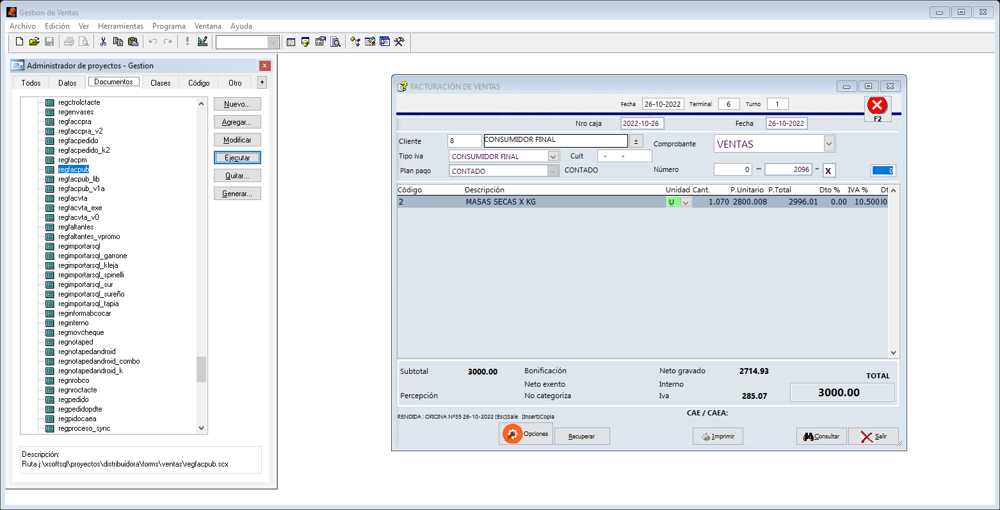 Gestion de Ventas
Archivo Edición Ver Herramientas Programa Ventana Ayuda
Administrador de proyectos - Gestion
Todos Datos Documentos Clases Código Otro
regctrolctacte
regenvases
regfaccpra
regfaccpra_v2
regfacpedido
regfacpedido_k2
regfacpm
regfacpub
regfacpub_lib
regfacpub_v1a
regfacvta
regfacvta_exe
regfacvta_v0
regfaltantes
regfaltantes_vpromo
regimportarsql
regimportarsql_garrone
regimportarsql_kleja
regimportarsql_spinelli
regimportarsql_sur
regimportarsql_sureño
regimportarsql_tapia
reginformabcocar
reginterno
regmovcheque
regnotaped
regnotapedandroid
regnotapedandroid_combo
regnotapedandroid_k
regnrobco
regnroctacte
regpedido
regpedidopdte
regpidocaea
regproceso_sync
Nuevo...
Agregar...
Modificar
Ejecutar
Quitar...
Generar...
Descripción:
Ruta j:\xsoftsql\proyectos\distribuidora\forms\ventas\regfacpub.scx
FACTURACIÓN DE VENTAS
Fecha 26-10-2022 Terminal 6 Turno 1
F2
Nro caja 2022-10-26 Fecha 26-10-2022
Cliente 8 CONSUMIDOR FINAL ± Comprobante VENTAS
Tipo iva CONSUMIDOR FINAL Cuit - -
Plan pago CONTADO CONTADO Número 0 - 2096 - X 0
Código Descripción Unidad Cant. P.Unitario P.Total Dto % IVA % Dt
2 MASAS SECAS X KG U 1.070 2800.008 2996.01 0.00 10.500
Subtotal 3000.00 Bonificación Neto gravado 2714.93 TOTAL
Neto exento Interno 3000.00
Percepción No categoriza Iva 285.07
RENDIDA : OFICINA Nº35 26-10-2022 [Esc]Sale [Insert]Copia CAE / CAEA:
Opciones Recuperar Imprimir Consultar Salir